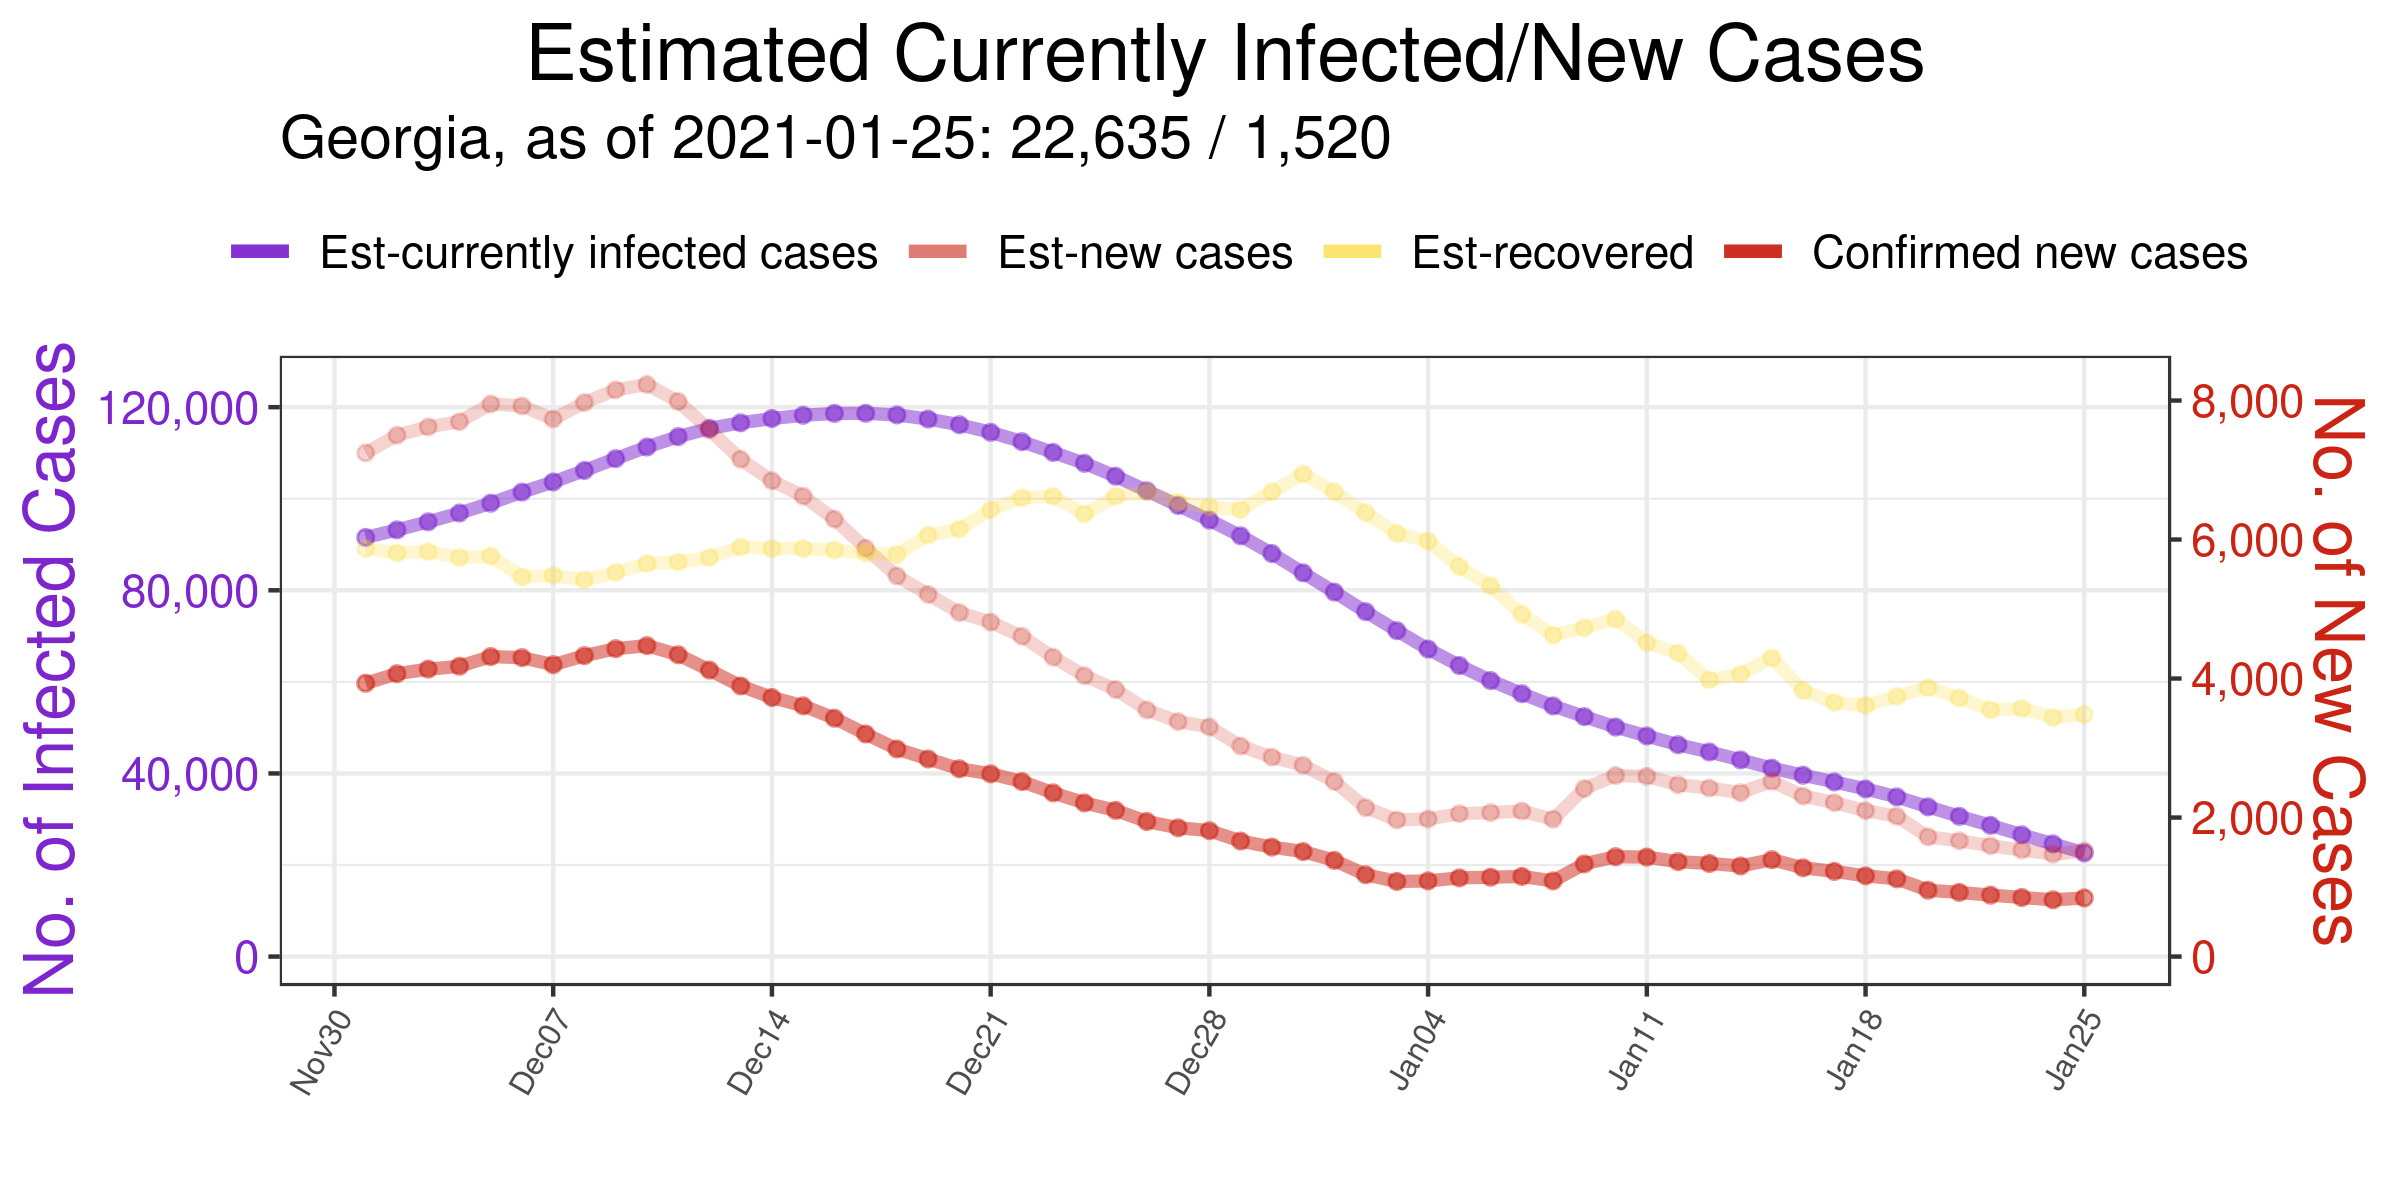 Estimated Currently Infected/New Cases
Georgia, as of 2021-01-25: 22,635 / 1,520
Est-currently infected cases Est-new cases Est-recovered Confirmed new cases
No. of Infected Cases
120,000
80,000
40,000
0
8,000
6,000
4,000
2,000
0
No. of New Cases
Nov30 Dec07 Dec14 Dec21 Dec28 Jan04 Jan11 Jan18 Jan25